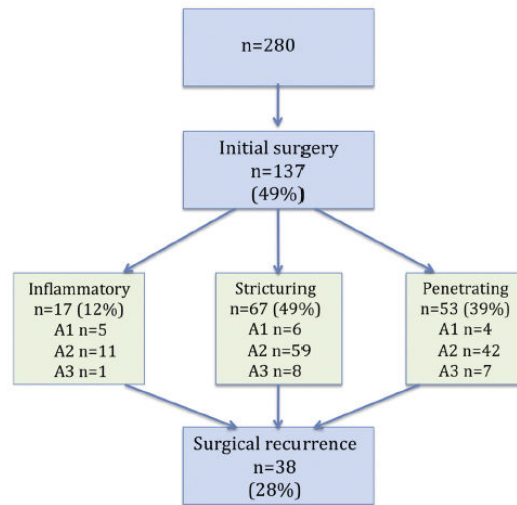 n=280
Initial surgery
n=137
(49%)
Inflammatory
n=17 (12%)
A1 n=5
A2 n=11
A3 n=1
Stricturing
n=67 (49%)
A1 n=6
A2 n=59
A3 n=8
Penetrating
n=53 (39%)
A1 n=4
A2 n=42
A3 n=7
Surgical recurrence
n=38
(28%)